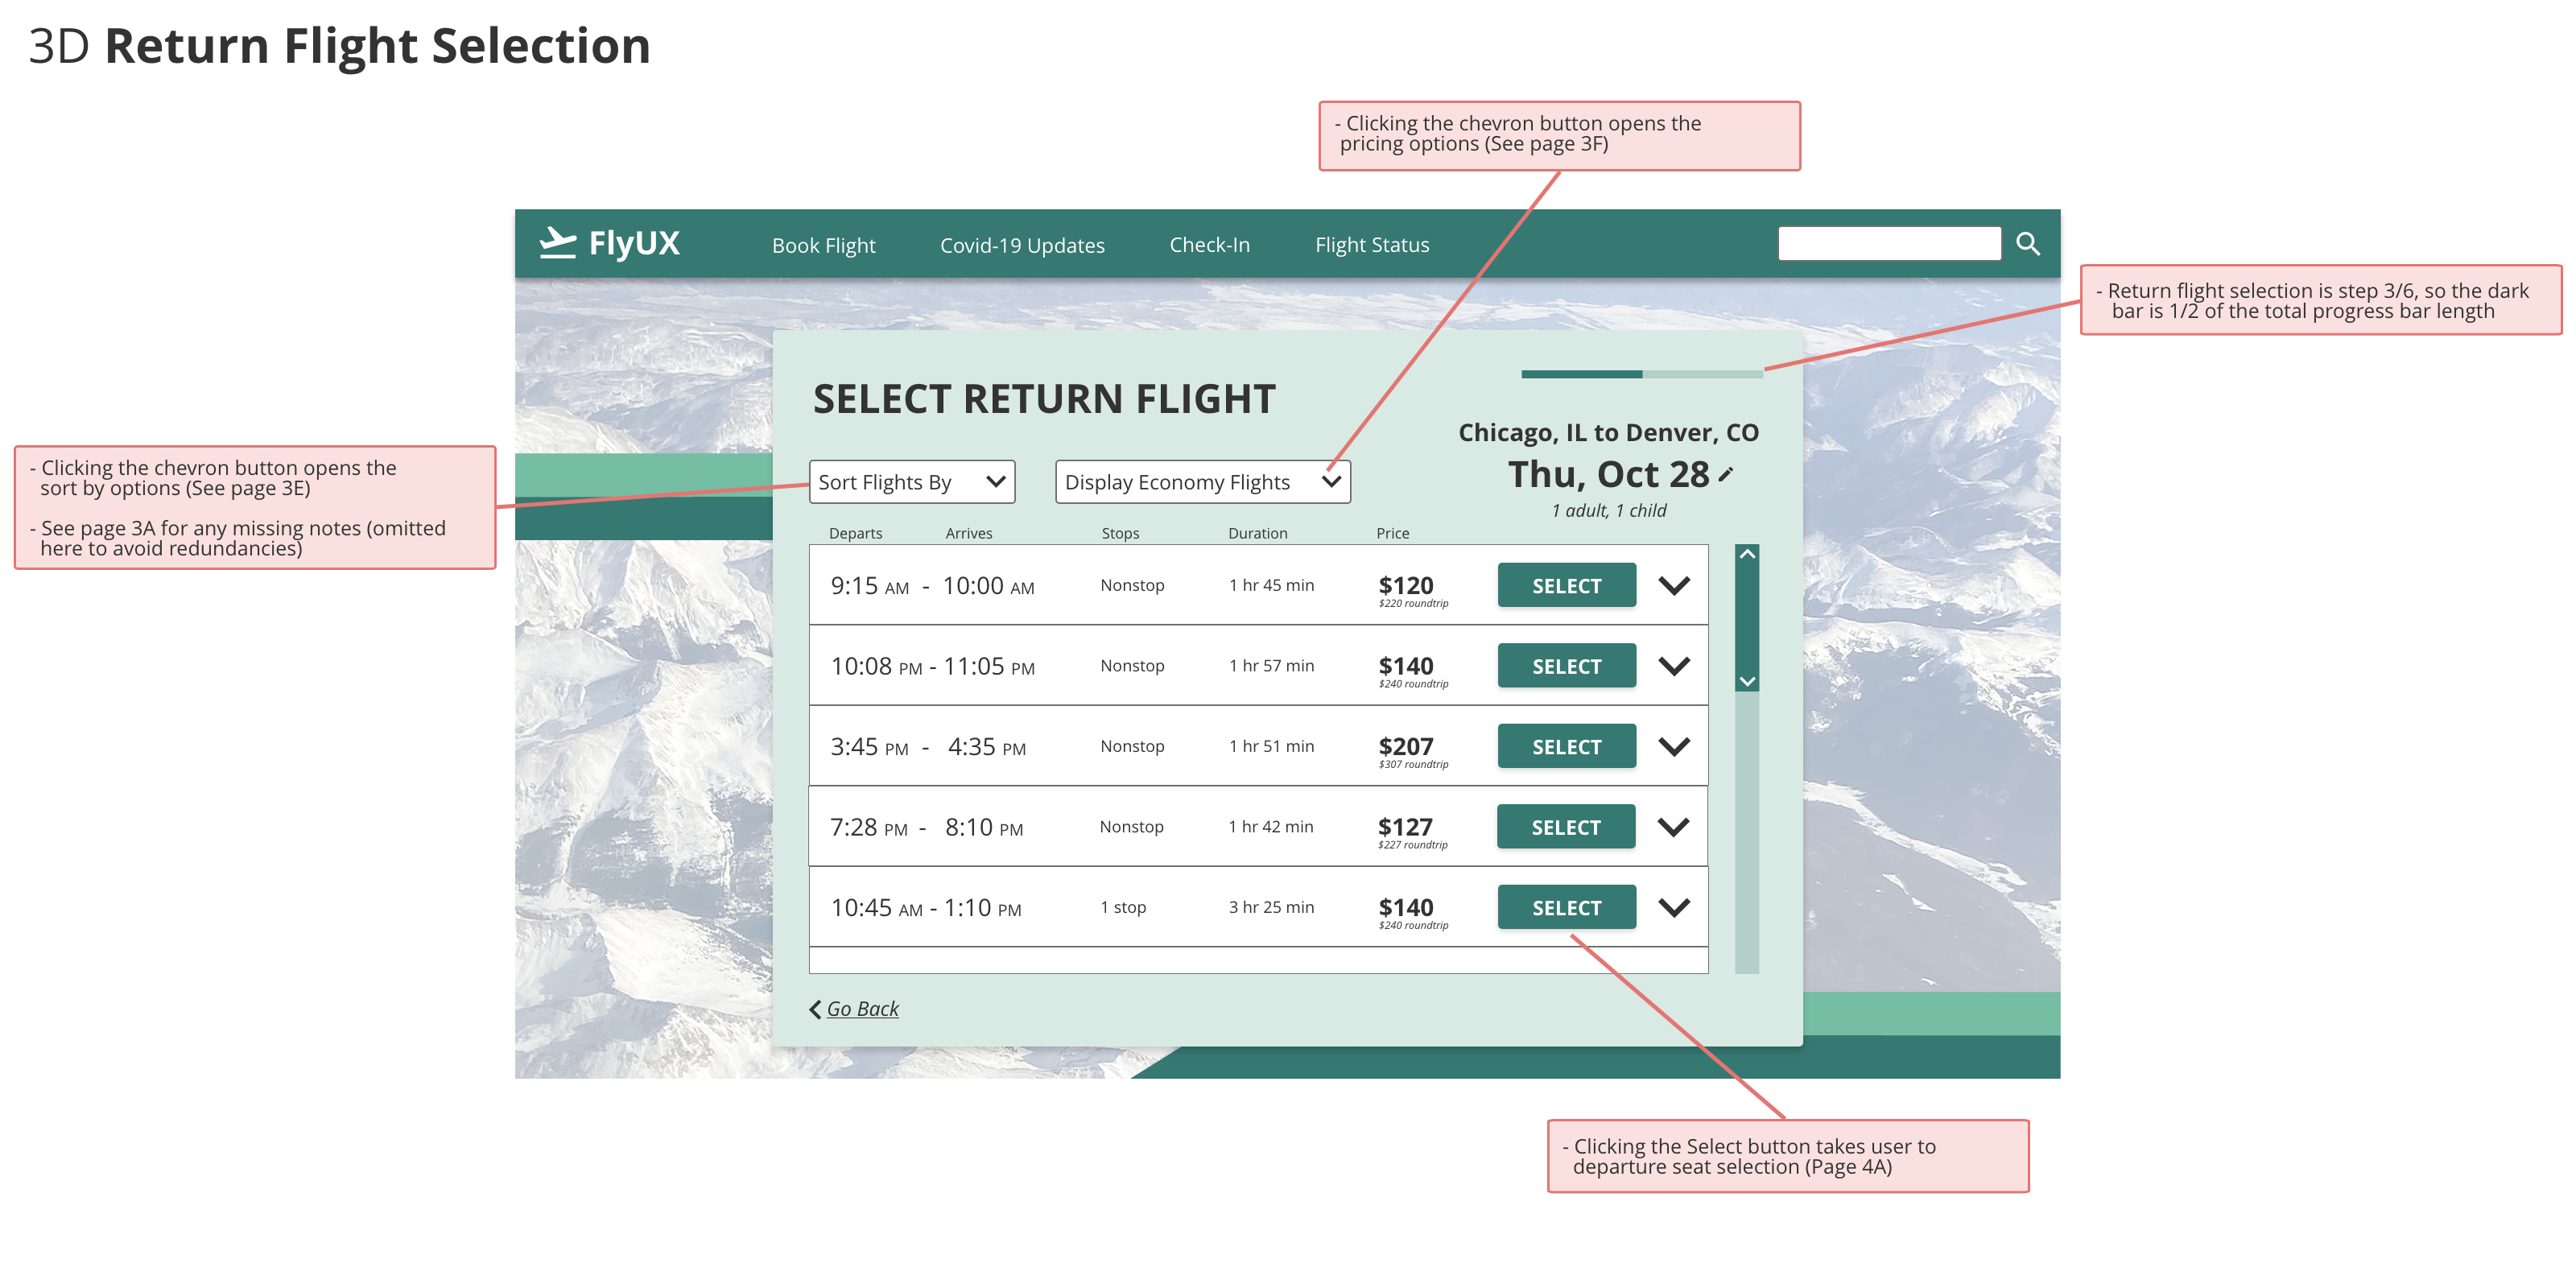 3D Return Flight Selection
- Clicking the chevron button opens the
pricing options (See page 3F)
FlyUX
Book Flight
Covid-19 Updates
Check-In
Flight Status
- Return flight selection is step 3/6, so the dark
bar is 1/2 of the total progress bar length
SELECT RETURN FLIGHT
Chicago, IL to Denver, CO
Thu, Oct 28
1 adult, 1 child
- Clicking the chevron button opens the
sort by options (See page 3E)
- See page 3A for any missing notes (omitted
here to avoid redundancies)
Sort Flights By
Display Economy Flights
Departs Arrives Stops Duration Price
9:15 AM - 10:00 AM Nonstop 1 hr 45 min $120 SELECT
$220 roundtrip
10:08 PM - 11:05 PM Nonstop 1 hr 57 min $140 SELECT
$240 roundtrip
3:45 PM - 4:35 PM Nonstop 1 hr 51 min $207 SELECT
$307 roundtrip
7:28 PM - 8:10 PM Nonstop 1 hr 42 min $127 SELECT
$227 roundtrip
10:45 AM - 1:10 PM 1 stop 3 hr 25 min $140 SELECT
$240 roundtrip
Go Back
- Clicking the Select button takes user to
departure seat selection (Page 4A)